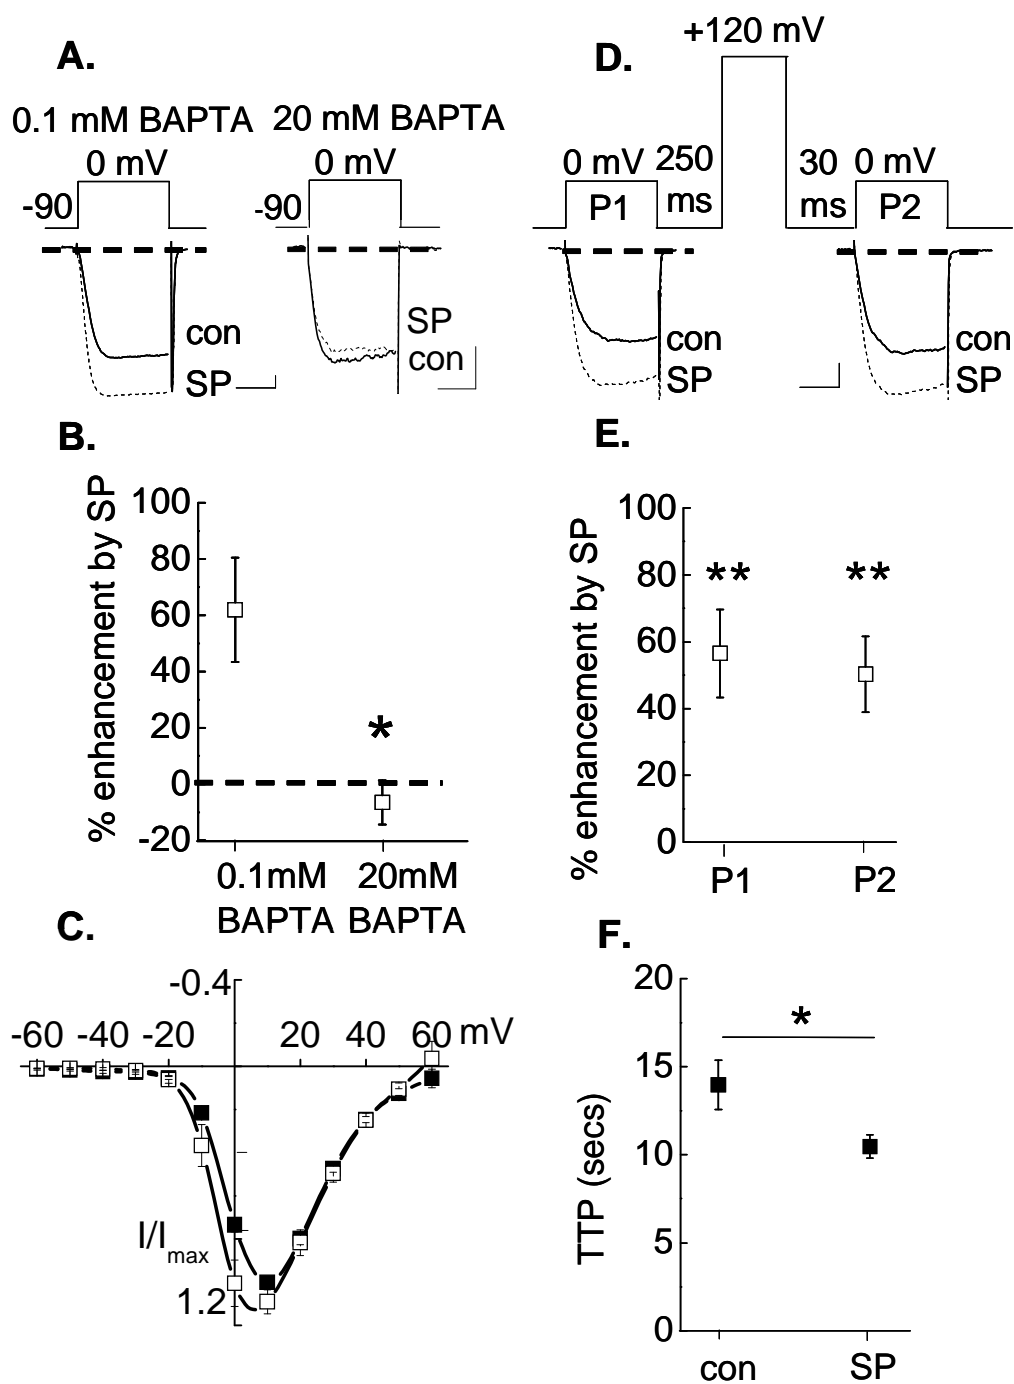 A.
0.1 mM BAPTA 20 mM BAPTA
0 mV 0 mV
-90 -90
con
SP
SP
con
D.
+120 mV
0 mV 250 ms 30 ms 0 mV
P1 P2
con
SP
con
SP
B.
% enhancement by SP
100
80
60
40
20
0
-20
*
0.1mM BAPTA
20mM BAPTA
E.
% enhancement by SP
100
80
60
40
20
0
** **
P1 P2
C.
-0.4
-60 -40 -20 20 40 60 mV
I/Imax
1.2
F.
TTP (secs)
20
15
10
5
0
*
con SP